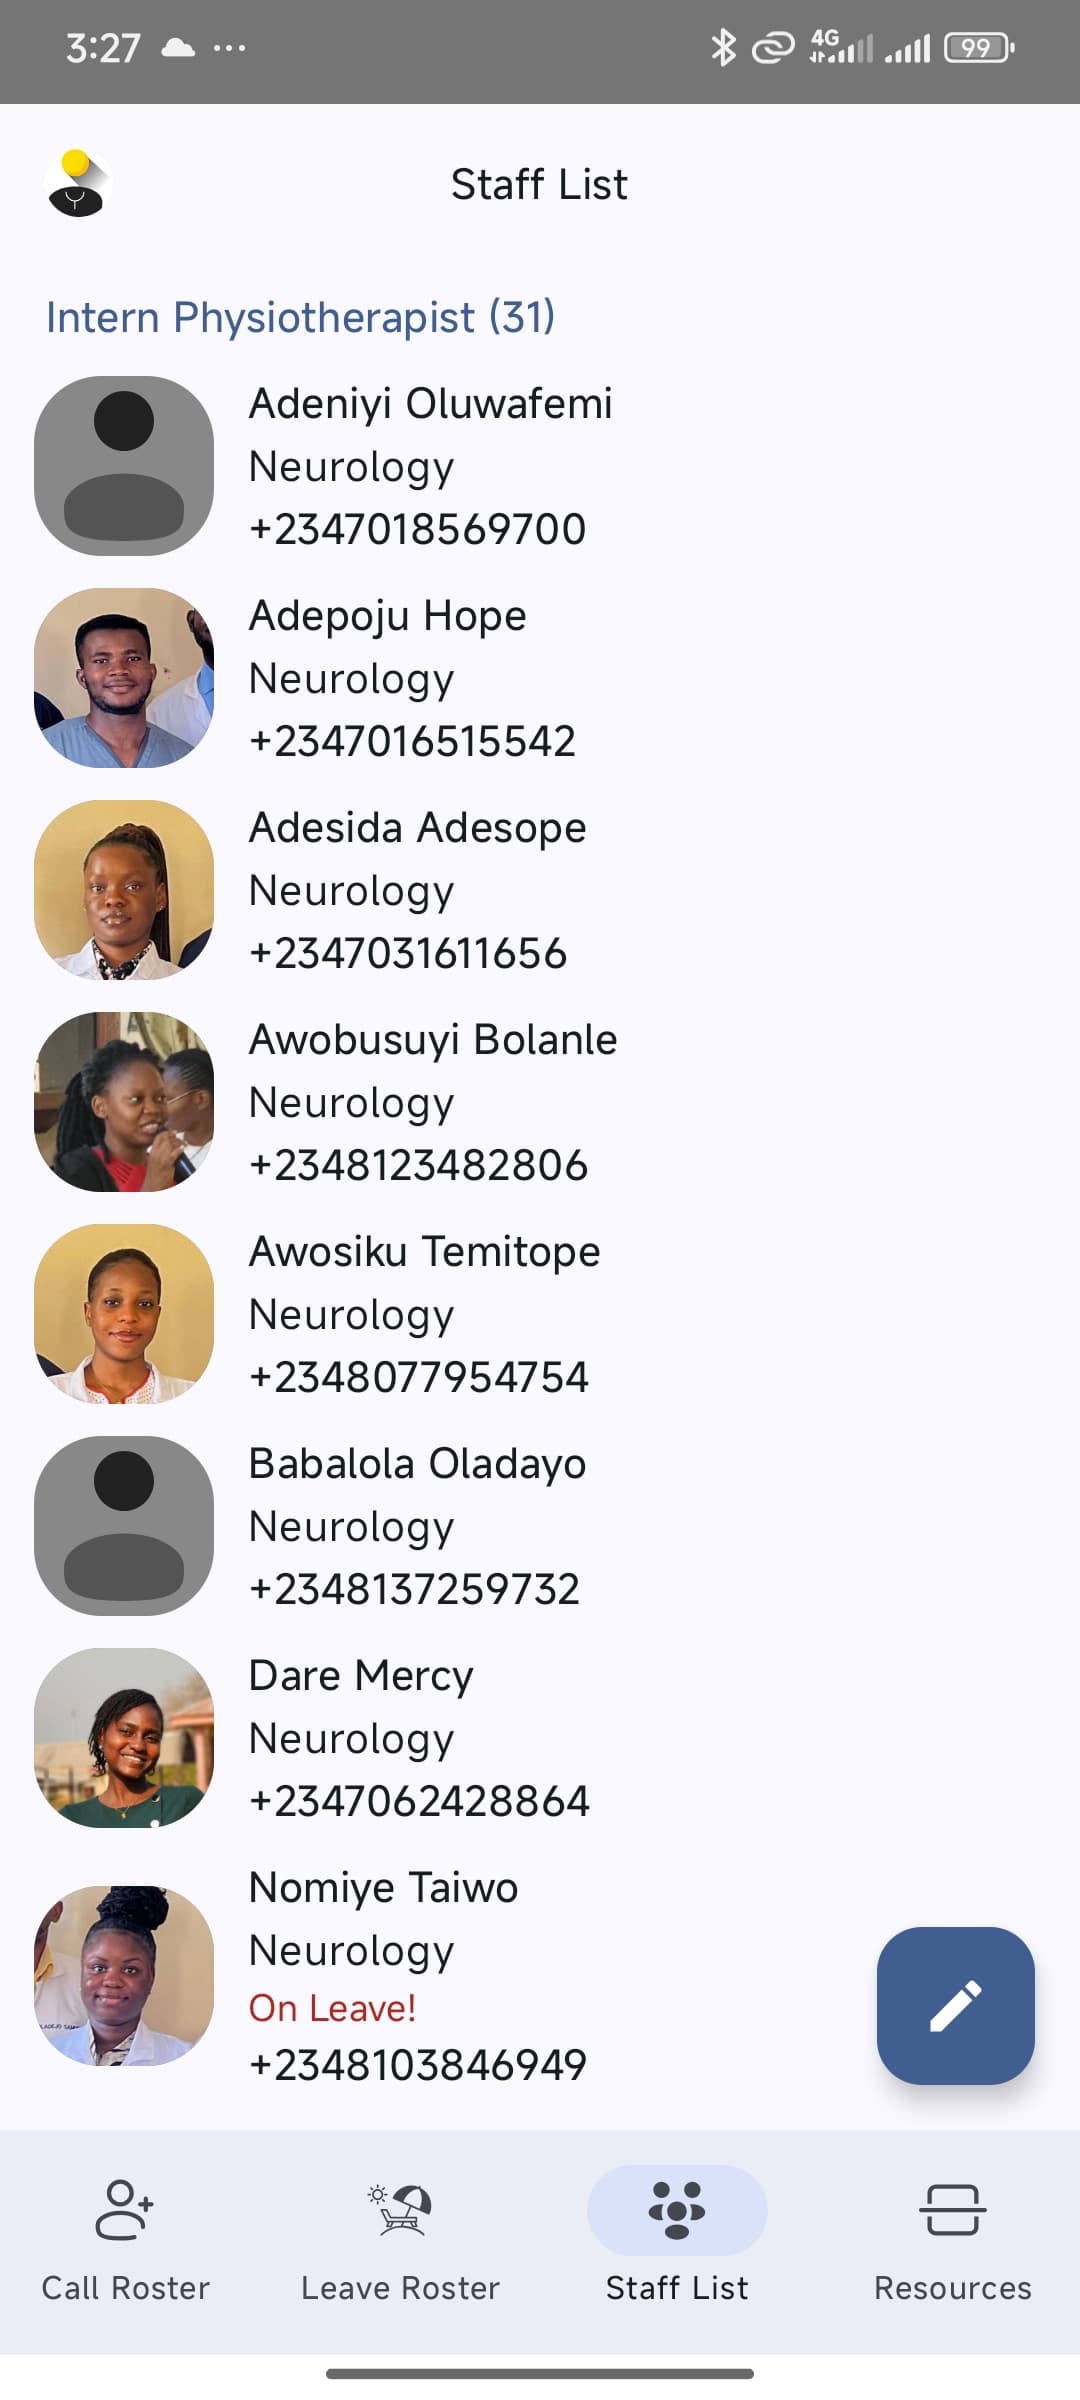 3:27
4G
99
Staff List
Intern Physiotherapist (31)
Adeniyi Oluwafemi
Neurology
+2347018569700
Adepoju Hope
Neurology
+2347016515542
Adesida Adesope
Neurology
+2347031611656
Awobusuyi Bolanle
Neurology
+2348123482806
Awosiku Temitope
Neurology
+2348077954754
Babalola Oladayo
Neurology
+2348137259732
Dare Mercy
Neurology
+2347062428864
Nomiye Taiwo
Neurology
On Leave!
+2348103846949
Call Roster
Leave Roster
Staff List
Resources